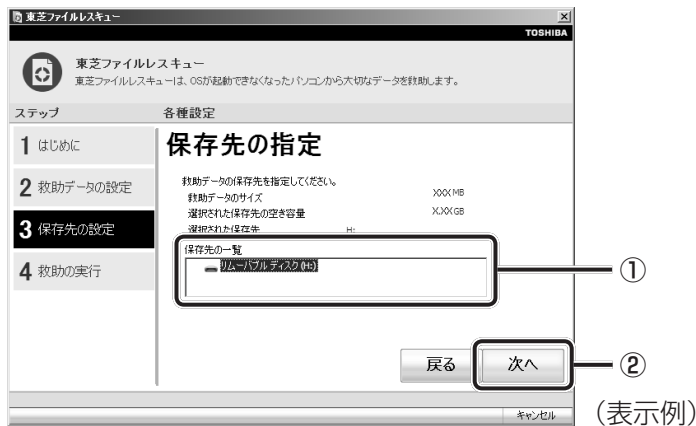 東芝ファイルレスキュー
TOSHIBA
東芝ファイルレスキュー
東芝ファイルレスキューは、OSが起動できなくなったパソコンから大切なデータを救助します。
ステップ 各種設定
1 はじめに
2 救助データの設定
3 保存先の設定
4 救助の実行
保存先の指定
救助データの保存先を指定してください。
救助データのサイズ XXX MB
選択された保存先の空き容量 X.XX GB
選択された保存先 H:
保存先の一覧
リムーバブル ディスク (H:)
①
戻る 次へ
②
キャンセル
（表示例）